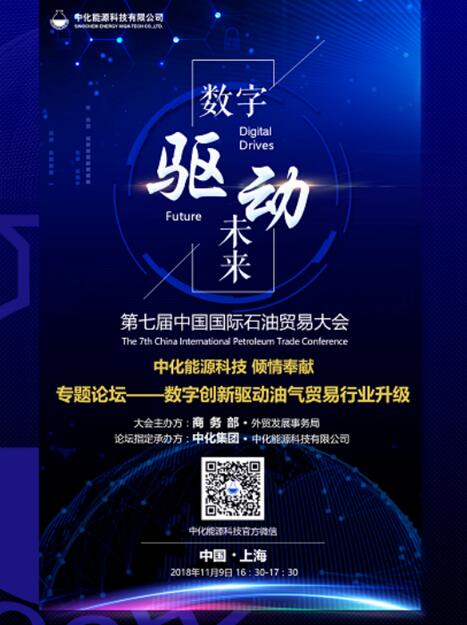 中化能源科技有限公司
SINOCHEM ENERGY HIGH-TECH CO.,LTD.
数字
Digital
Drives
驱动
Future
未来
第七届中国国际石油贸易大会
The 7th China International Petroleum Trade Conference
中化能源科技 倾情奉献
专题论坛——数字创新驱动油气贸易行业升级
大会主办方：商 务 部·外贸发展事务局
论坛指定承办方：中化集团·中化能源科技有限公司
中化能源科技官方微信
中国·上海
2018年11月9日 16：30-17：30